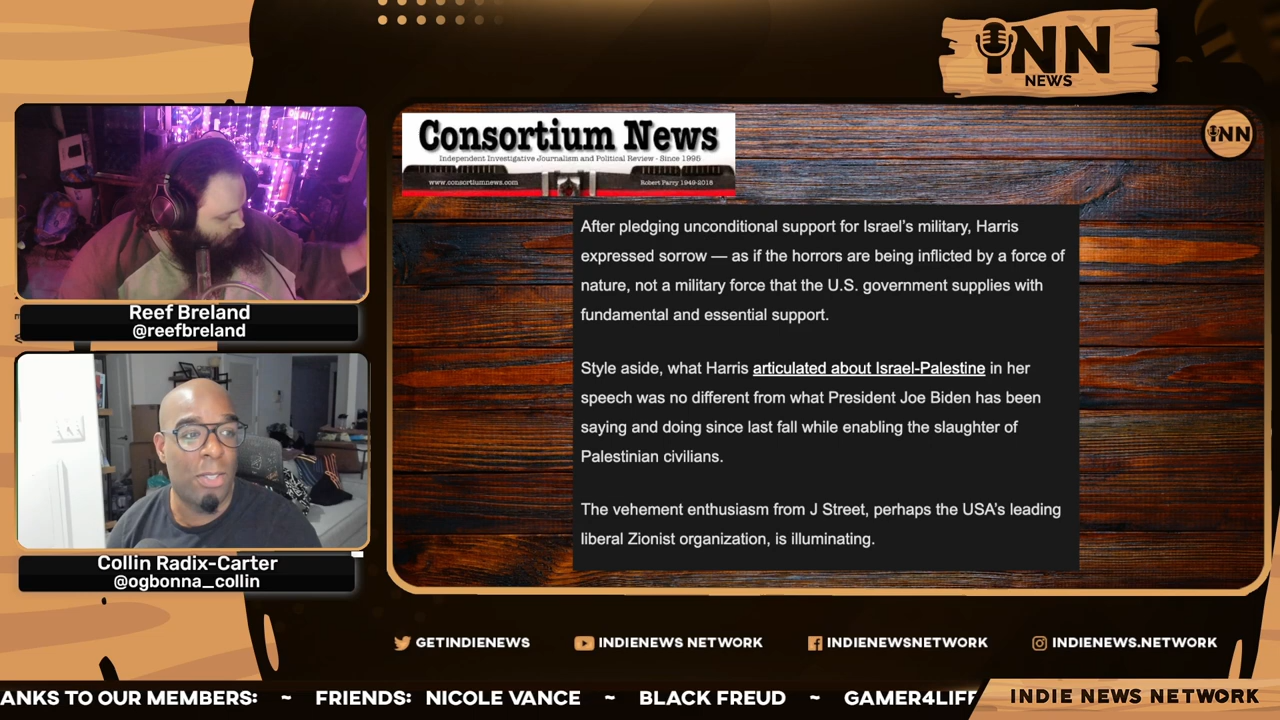 INN
NEWS
INN
Consortium News
Independent Investigative Journalism and Political Review - Since 1995
www.consortiumnews.com
Robert Parry 1949-2018
After pledging unconditional support for Israel’s military, Harris
expressed sorrow — as if the horrors are being inflicted by a force of
nature, not a military force that the U.S. government supplies with
fundamental and essential support.
Style aside, what Harris articulated about Israel-Palestine in her
speech was no different from what President Joe Biden has been
saying and doing since last fall while enabling the slaughter of
Palestinian civilians.
The vehement enthusiasm from J Street, perhaps the USA’s leading
liberal Zionist organization, is illuminating.
Reef Breland
@reefbreland
Collin Radix-Carter
@ogbonna_collin
GETINDIENEWS
INDIENEWS NETWORK
INDIENEWSNETWORK
INDIENEWS.NETWORK
ANKS TO OUR MEMBERS: ~ FRIENDS: NICOLE VANCE ~ BLACK FREUD ~ GAMER4LIF
INDIE NEWS NETWORK